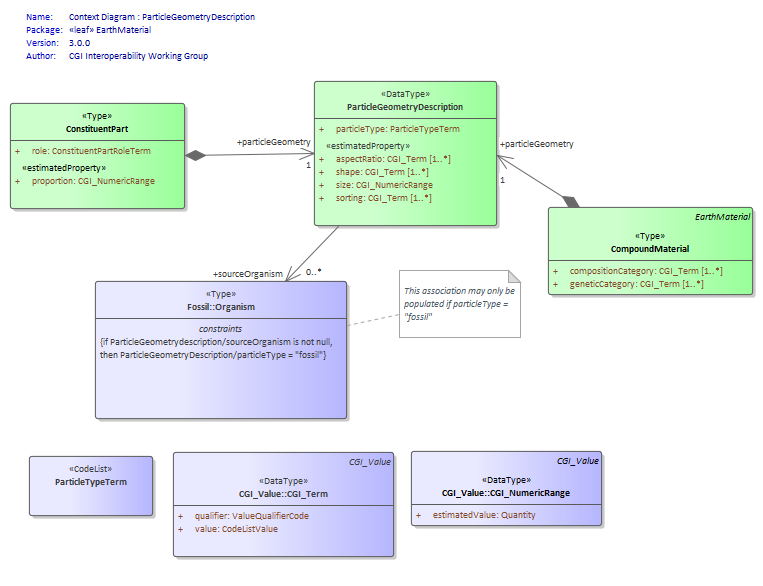 Name: Context Diagram : ParticleGeometryDescription
Package: «leaf» EarthMaterial
Version: 3.0.0
Author: CGI Interoperability Working Group
«Type»
ConstituentPart
+ role: ConstituentPartRoleTerm
«estimatedProperty»
+ proportion: CGI_NumericRange
+particleGeometry
1
«DataType»
ParticleGeometryDescription
+ particleType: ParticleTypeTerm
«estimatedProperty»
+ aspectRatio: CGI_Term [1..*]
+ shape: CGI_Term [1..*]
+ size: CGI_NumericRange
+ sorting: CGI_Term [1..*]
+particleGeometry
1
EarthMaterial
«Type»
CompoundMaterial
+ compositionCategory: CGI_Term [1..*]
+ geneticCategory: CGI_Term [1..*]
+sourceOrganism
0..*
«Type»
Fossil::Organism
constraints
{if ParticleGeometrydescription/sourceOrganism is not null,
then ParticleGeometryDescription/particleType = "fossil"}
This association may only be
populated if particleType =
"fossil"
«CodeList»
ParticleTypeTerm
CGI_Value
«DataType»
CGI_Value::CGI_Term
+ qualifier: ValueQualifierCode
+ value: CodeListValue
CGI_Value
«DataType»
CGI_Value::CGI_NumericRange
+ estimatedValue: Quantity